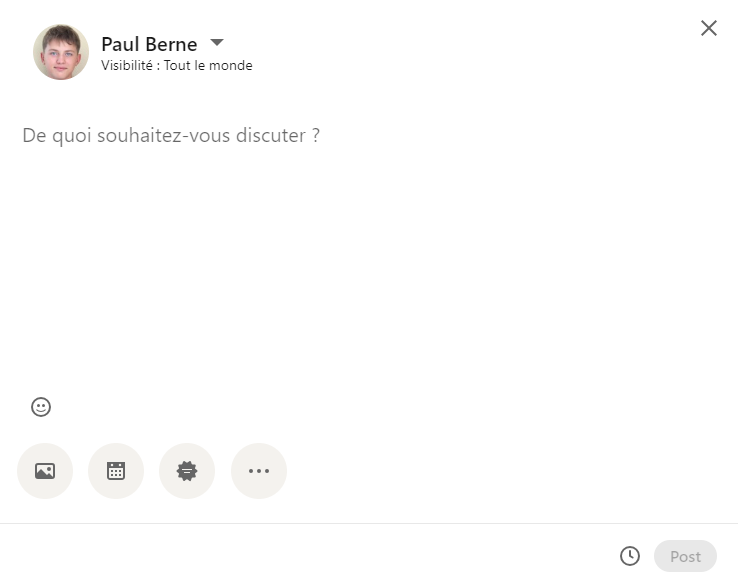 Paul Berne
Visibilité : Tout le monde
De quoi souhaitez-vous discuter ?
Post